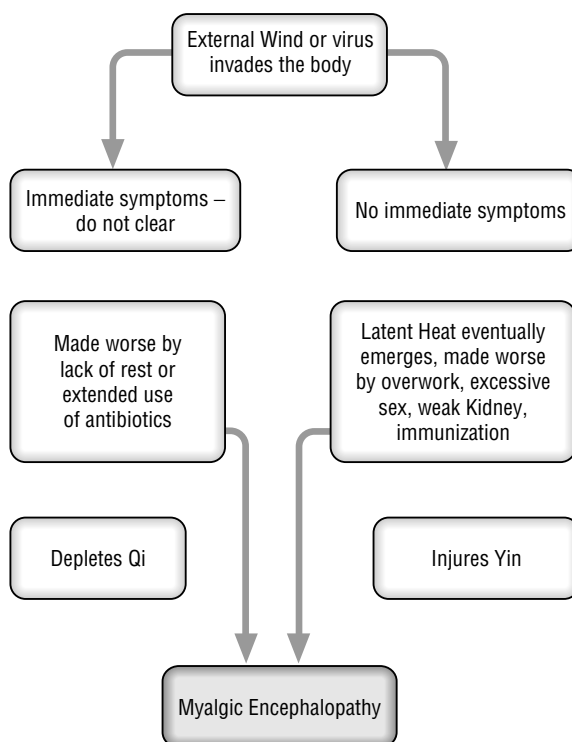 External Wind or virus
invades the body
Immediate symptoms –
do not clear
No immediate symptoms
Made worse by
lack of rest or
extended use
of antibiotics
Latent Heat eventually
emerges, made worse
by overwork, excessive
sex, weak Kidney,
immunization
Depletes Qi
Injures Yin
Myalgic Encephalopathy